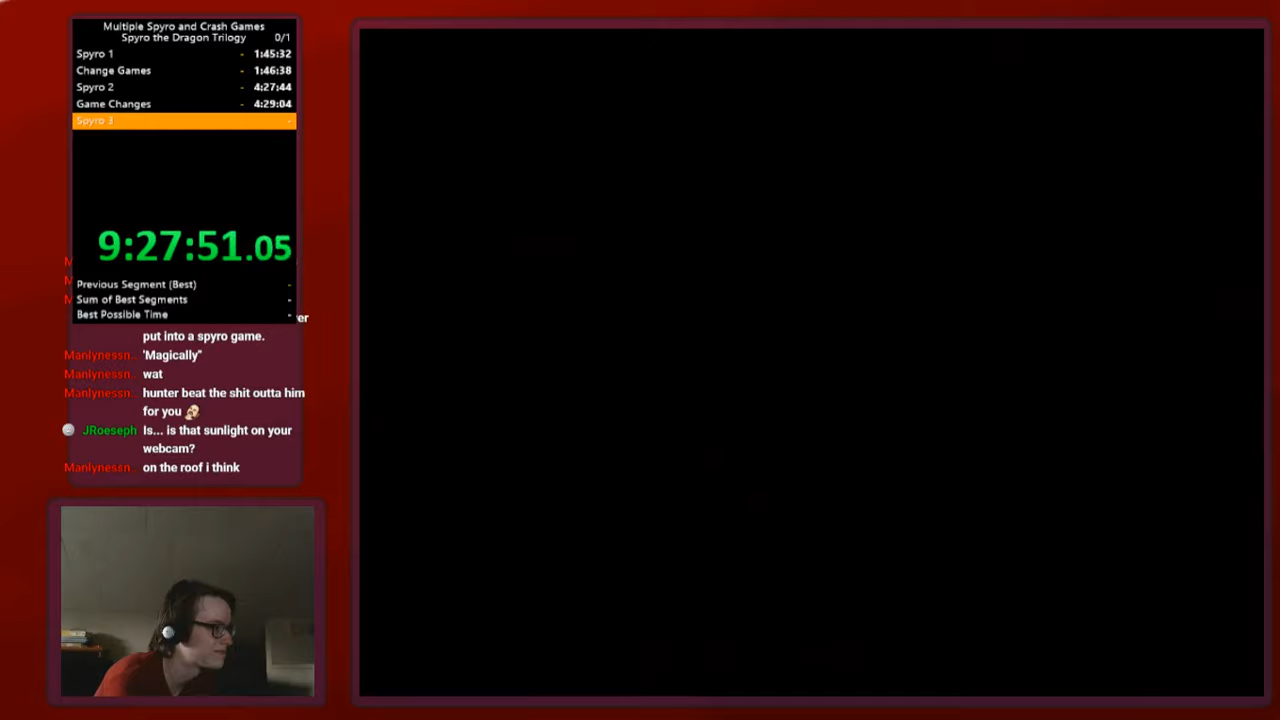 Multiple Spyro and Crash Games
Spyro the Dragon Trilogy 0/1
Spyro 1 - 1:45:32
Change Games - 1:46:38
Spyro 2 - 4:27:44
Game Changes - 4:29:04
Spyro 3 -
9:27:51.05
Previous Segment (Best) -
Sum of Best Segments -
Best Possible Time -
put into a spyro game.
Manlynessn.. 'Magically"
Manlynessn.. wat
Manlynessn.. hunter beat the shit outta him
for you
JRoeseph Is... is that sunlight on your
webcam?
Manlynessn.. on the roof i think